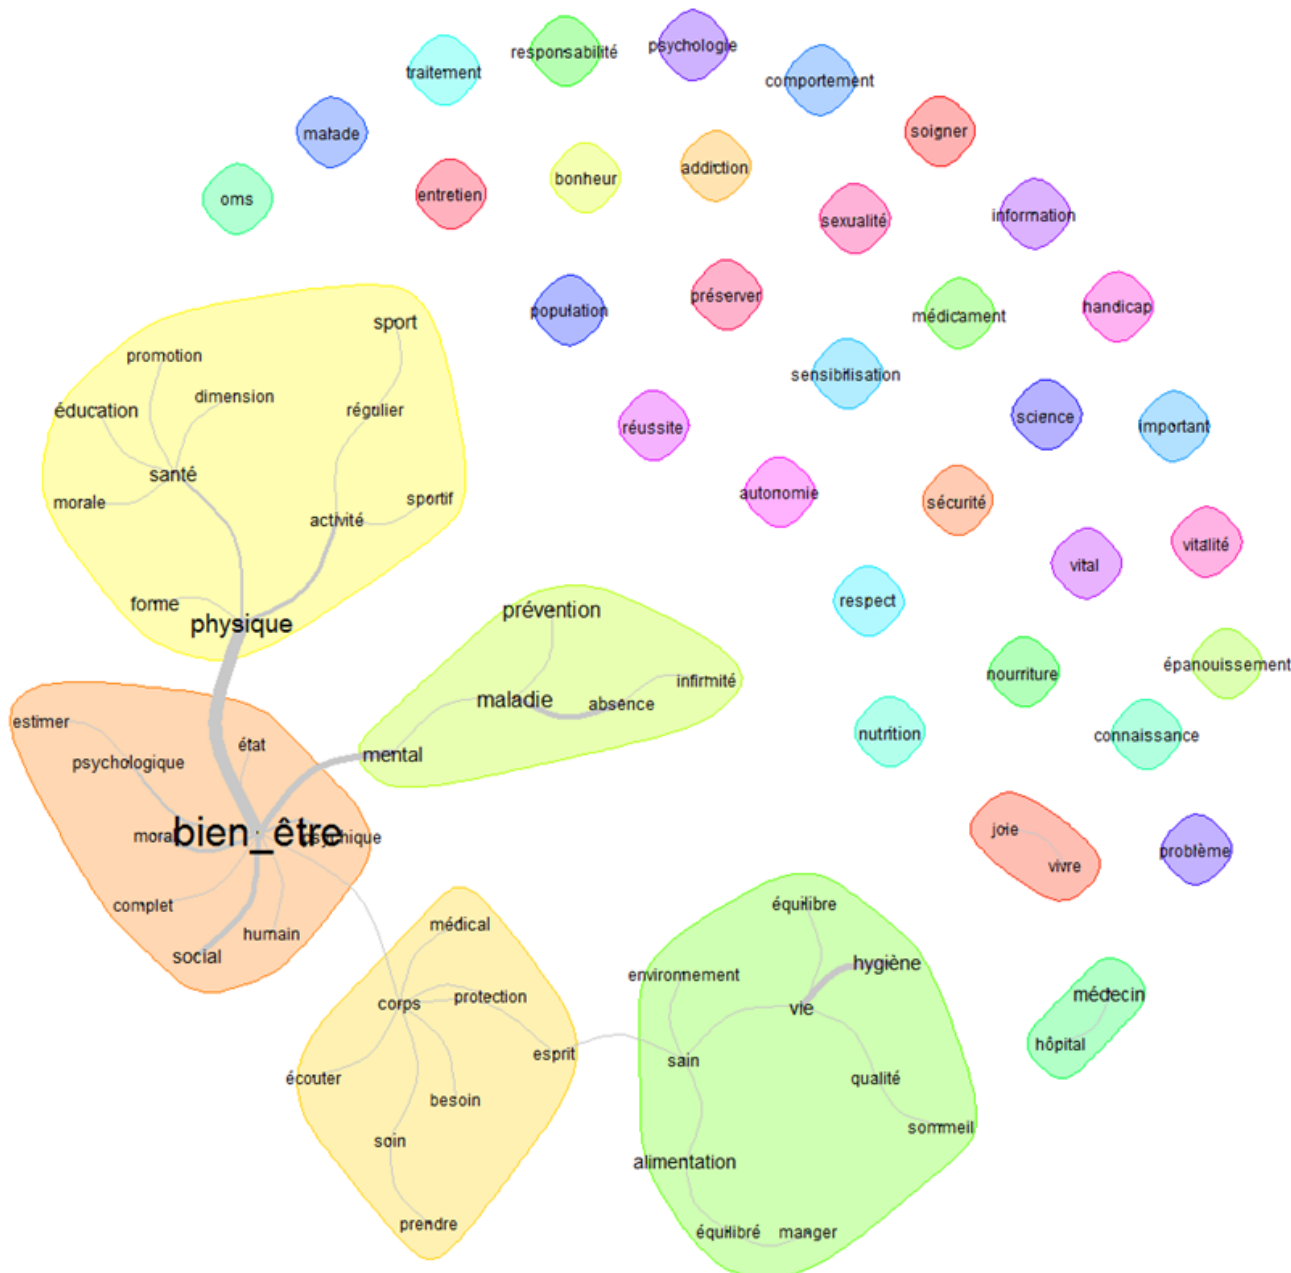 psychologie
responsabilité
traitement
comportement
malade
soigner
addiction
bonheur
entretien
oms
sexualité
information
préserver
population
médicament
handicap
sport
promotion
sensibilisation
dimension
éducation
régulier
science
réussite
important
santé
morale
sportif
autonomie
sécurité
activité
vitalité
vital
forme
physique
prévention
respect
épanouissement
nourriture
infirmité
maladie
absence
estimer
nutrition
connaissance
état
mental
psychologique
joie
bien_être
moral
psychique
problème
vivre
complet
équilibre
médical
humain
social
hygiène
environnement
médecin
protection
corps
vie
hôpital
esprit
sain
écouter
qualité
besoin
sommeil
soin
alimentation
prendre
équilibré
manger